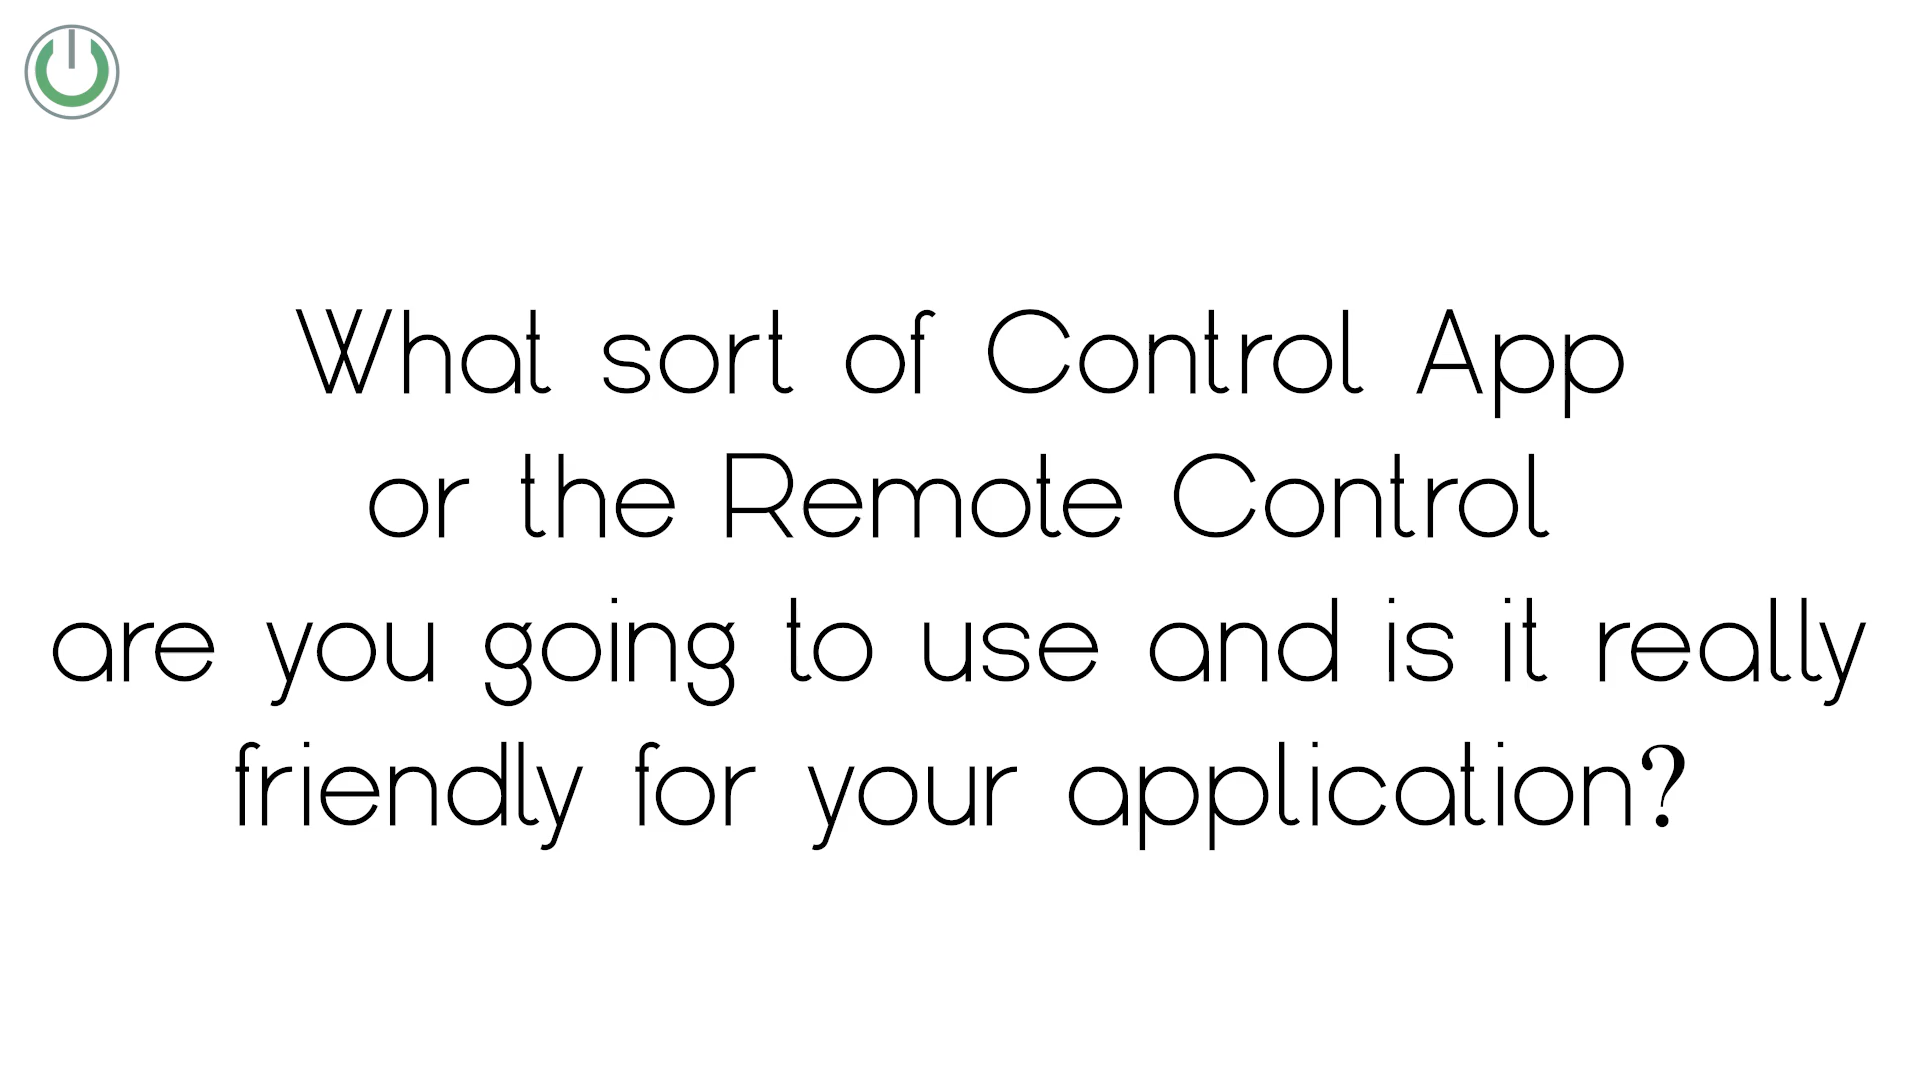 What sort of Control App
or the Remote Control
are you going to use and is it really
friendly for your application?